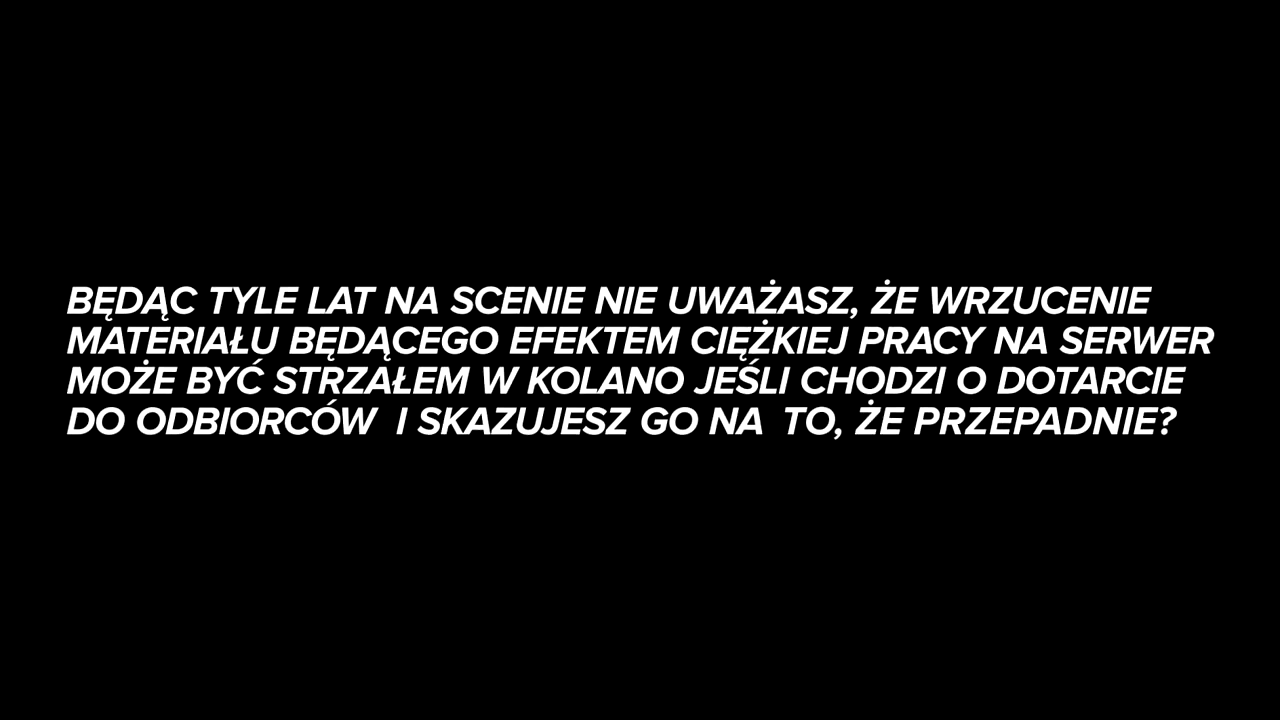 BĘDĄC TYLE LAT NA SCENIE NIE UWAŻASZ, ŻE WRZUCENIE
MATERIAŁU BĘDĄCEGO EFEKTEM CIĘŻKIEJ PRACY NA SERWER
MOŻE BYĆ STRZAŁEM W KOLANO JEŚLI CHODZI O DOTARCIE
DO ODBIORCÓW  I SKAZUJESZ GO NA  TO, ŻE PRZEPADNIE?